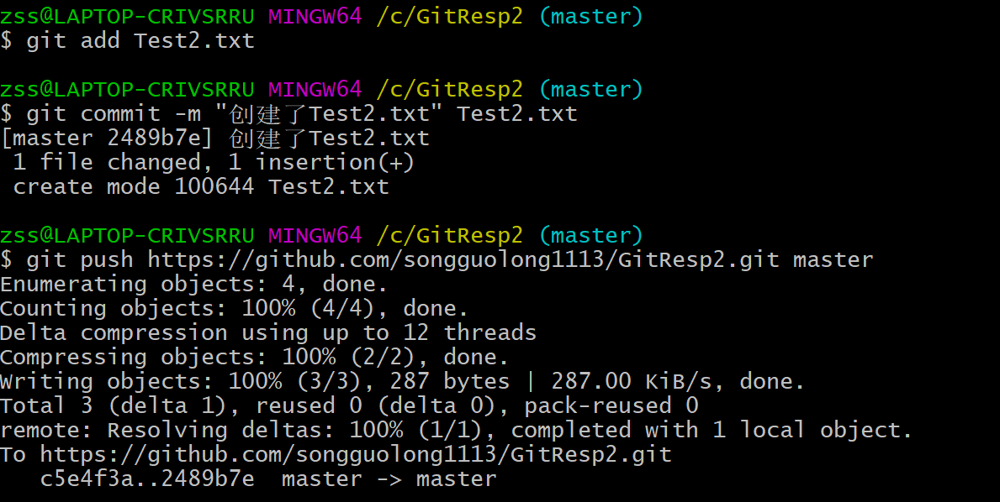 zss@LAPTOP-CRIVSRRU MINGW64 /c/GitResp2 (master)
$ git add Test2.txt
zss@LAPTOP-CRIVSRRU MINGW64 /c/GitResp2 (master)
$ git commit -m "创建了Test2.txt" Test2.txt
[master 2489b7e] 创建了Test2.txt
1 file changed, 1 insertion(+)
create mode 100644 Test2.txt
zss@LAPTOP-CRIVSRRU MINGW64 /c/GitResp2 (master)
$ git push https://github.com/songguolong1113/GitResp2.git master
Enumerating objects: 4, done.
Counting objects: 100% (4/4), done.
Delta compression using up to 12 threads
Compressing objects: 100% (2/2), done.
Writing objects: 100% (3/3), 287 bytes | 287.00 KiB/s, done.
Total 3 (delta 1), reused 0 (delta 0), pack-reused 0
remote: Resolving deltas: 100% (1/1), completed with 1 local object.
To https://github.com/songguolong1113/GitResp2.git
c5e4f3a..2489b7e  master -> master